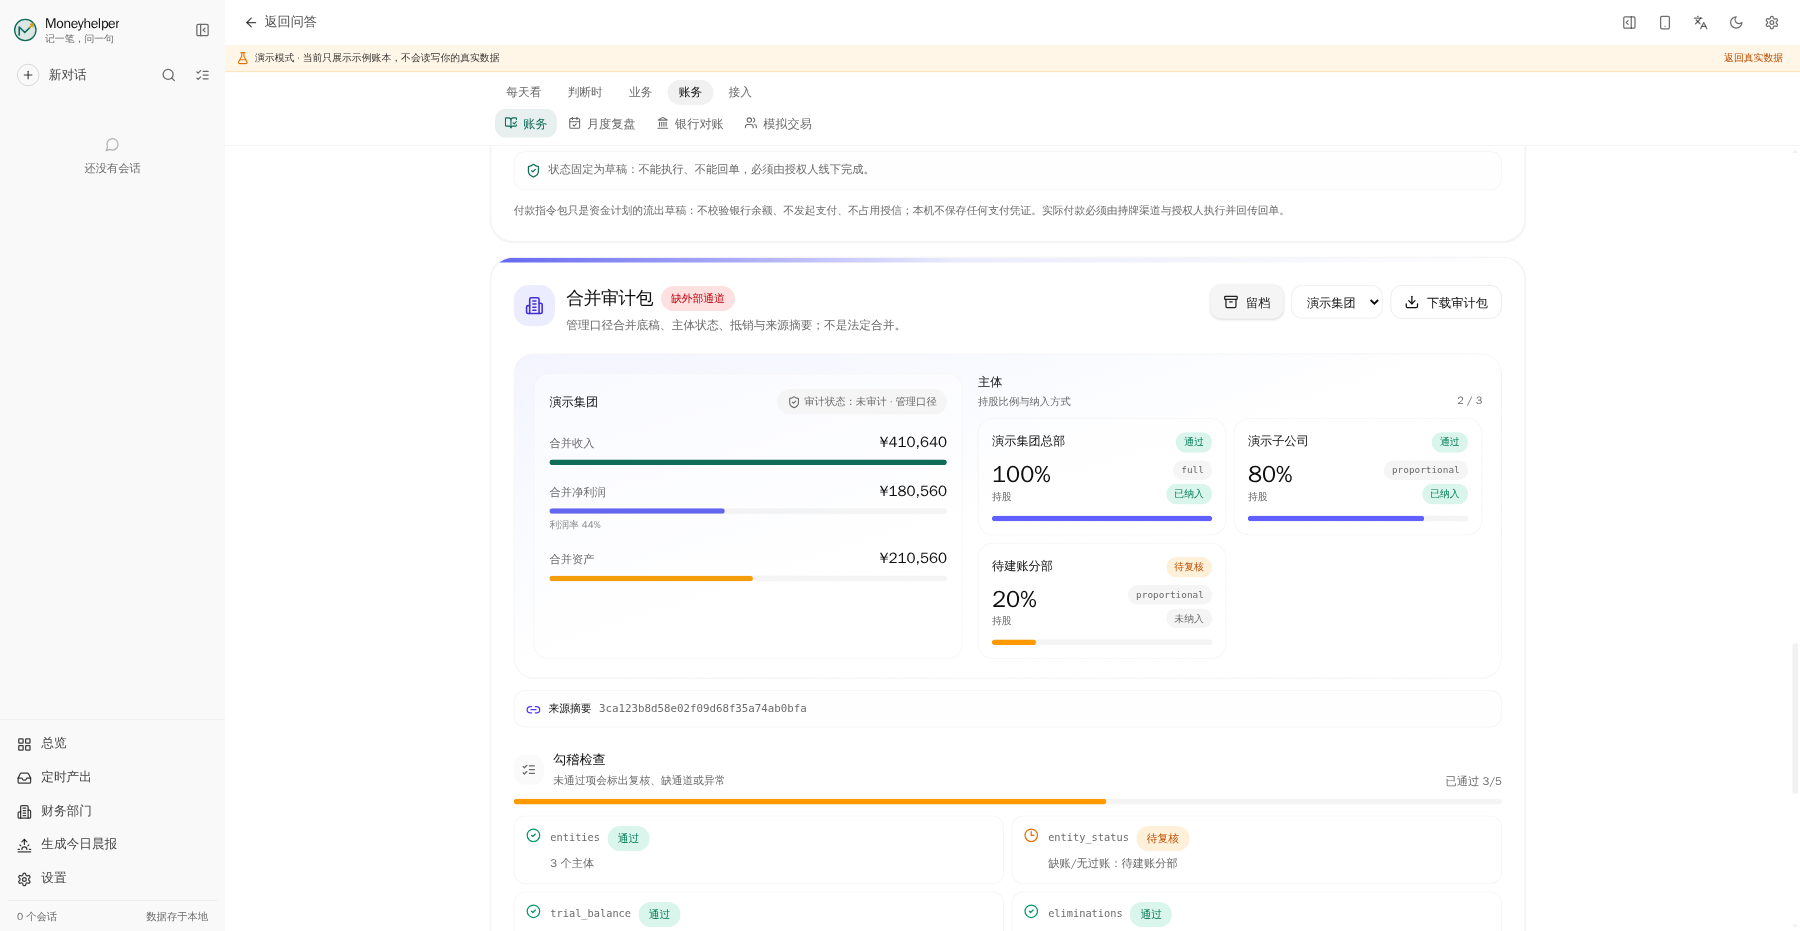 Moneyhelper
记一笔，问一句
新对话
还没有会话
总览
定时产出
财务部门
生成今日晨报
设置
0 个会话
数据存于本地
返回问答
演示模式 · 当前只展示示例账本，不会读写你的真实数据
返回真实数据
每天看
判断时
业务
账务
接入
账务
月度复盘
银行对账
模拟交易
状态固定为草稿：不能执行、不能回单，必须由授权人线下完成。
付款指令包只是资金计划的流出草稿：不校验银行余额、不发起支付、不占用授信；本机不保存任何支付凭证。实际付款必须由持牌渠道与授权人执行并回传回单。
合并审计包
缺外部通道
管理口径合并底稿、主体状态、抵销与来源摘要；不是法定合并。
留档
演示集团
下载审计包
演示集团
审计状态：未审计 · 管理口径
合并收入
¥410,640
合并净利润
¥180,560
利润率 44%
合并资产
¥210,560
主体
持股比例与纳入方式
2 / 3
演示集团总部
通过
100%
full
持股
已纳入
演示子公司
通过
80%
proportional
持股
已纳入
待建账分部
待复核
20%
proportional
持股
未纳入
来源摘要
3ca123b8d58e02f09d68f35a74ab0bfa
勾稽检查
未通过项会标出复核、缺通道或异常
已通过 3/5
entities
通过
3 个主体
entity_status
待复核
缺账/无过账：待建账分部
trial_balance
通过
eliminations
通过